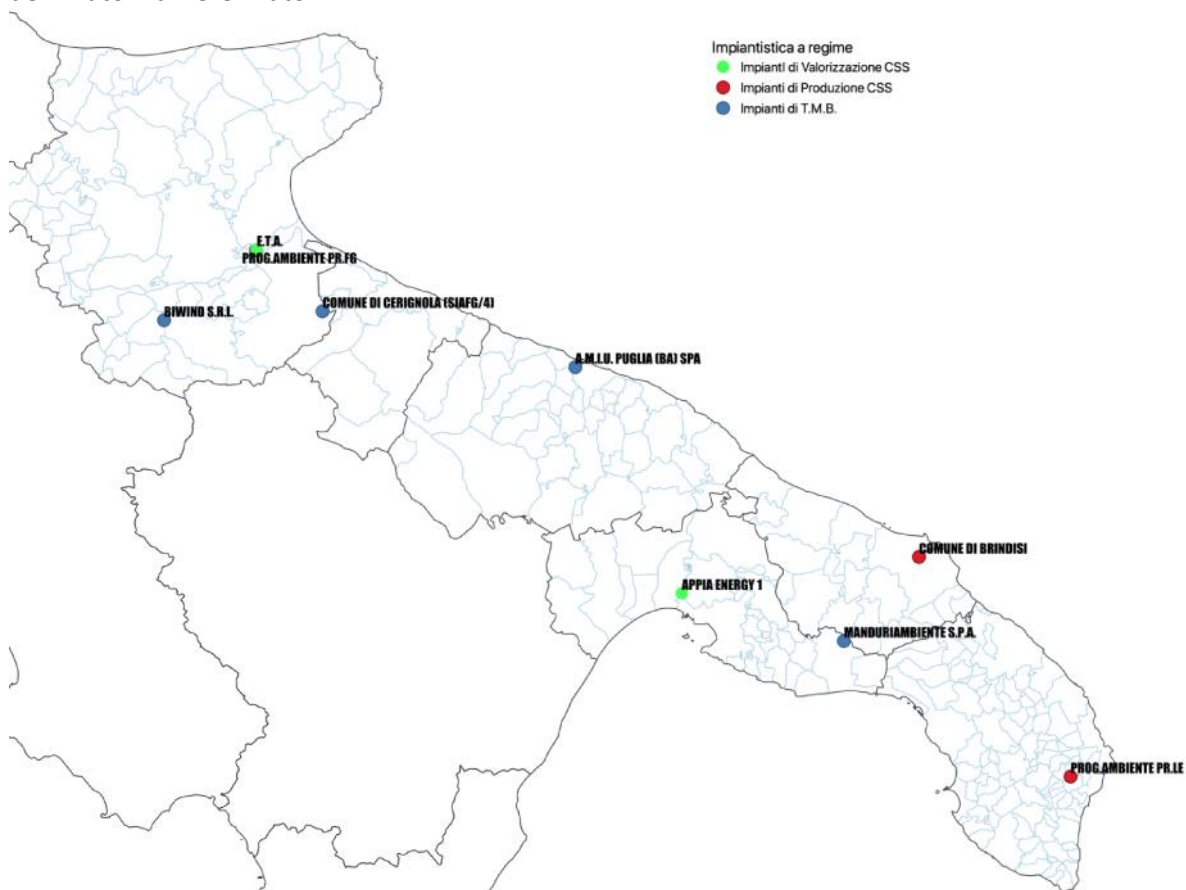 Impiantistica a regime
ImpiantI di Valorizzazione CSS
Impianti di Produzione CSS
Impianti di T.M.B.
E.T.A.
PROG.AMBIENTE PR.FG
BIWIND S.R.L.
COMUNE DI CERIGNOLA (SIAFG/4)
A.M.I.U. PUGLIA (BA) SPA
COMUNE DI BRINDISI
APPIA ENERGY 1
MANDURIAMBIENTE S.P.A.
PROG.AMBIENTE PR.LE